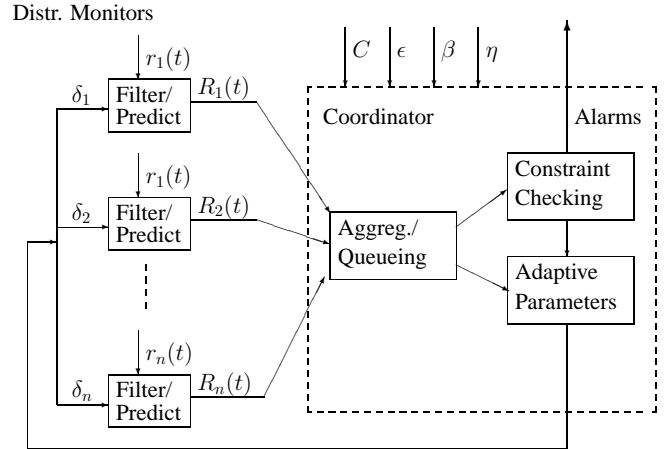 Distr. Monitors
r₁(t)
C ϵ β η
δ₁
Filter/
Predict
R₁(t)
Coordinator
Alarms
r₁(t)
Constraint
Checking
δ₂
Filter/
Predict
R₂(t)
Aggreg./
Queueing
Adaptive
Parameters
rₙ(t)
δₙ
Filter/
Predict
Rₙ(t)